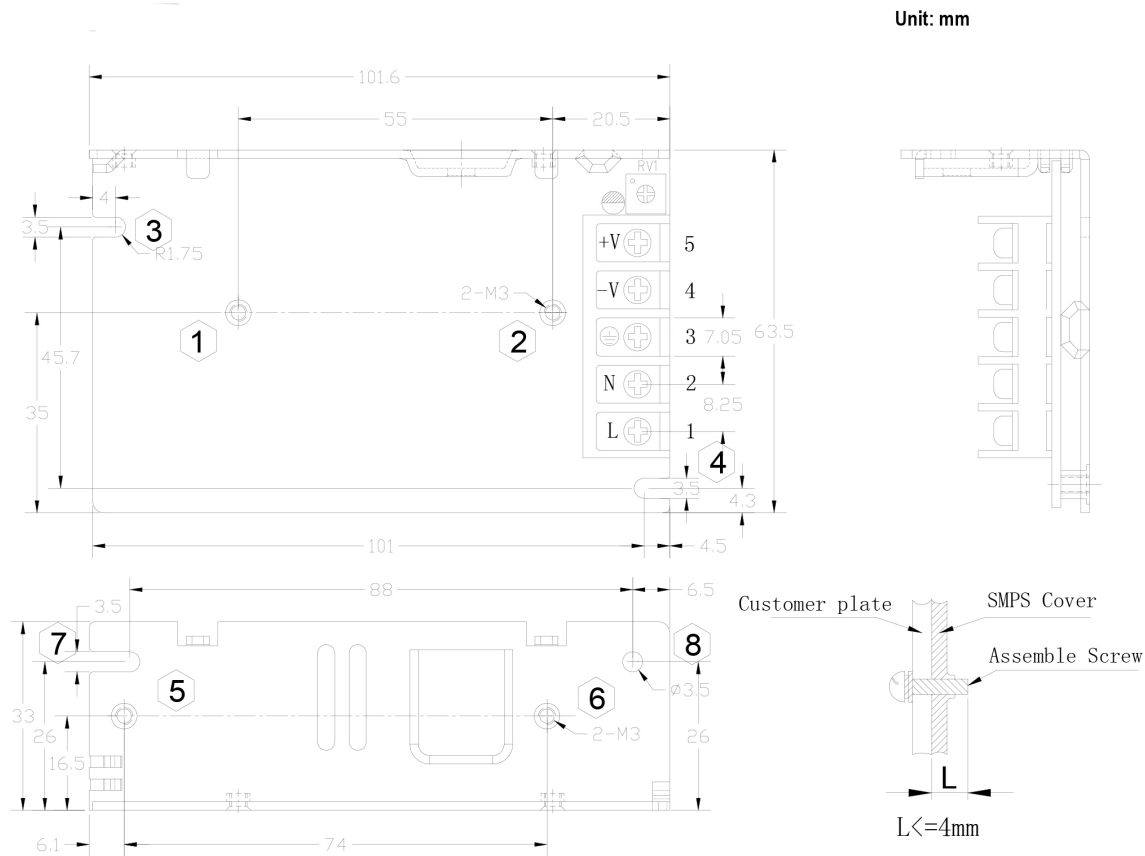 Unit: mm
101.6
55
20.5
RV1
4
3.5
3
R1.75
+V
5
-V
4
2-M3
1
2
3
7.05
63.5
45.7
N
2
8.25
35
L
1
4
3.5
4.3
101
4.5
88
6.5
3.5
7
8
5
6
Ø3.5
33
26
16.5
2-M3
26
6.1
74
Customer plate
SMPS Cover
Assemble Screw
L
L<=4mm